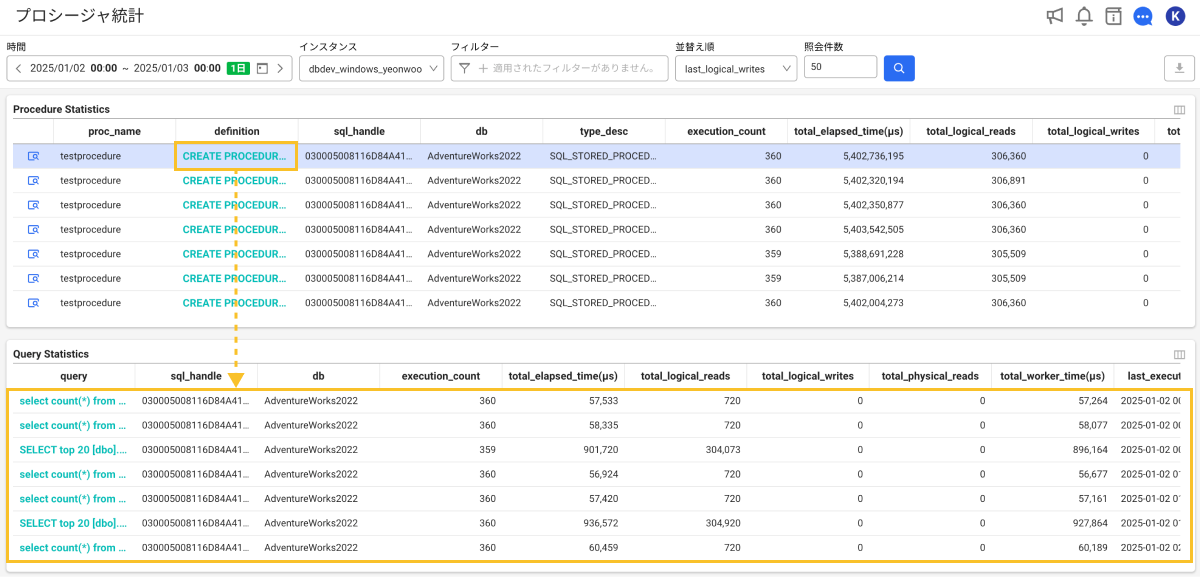 プロシージャ統計
K
時間 インスタンス フィルター 並替え順 照会件数
2025/01/02 00:00 ~ 2025/01/03 00:00 1日 dbdev_windows_yeonwoo 適用されたフィルターがありません。 last_logical_writes 50
Procedure Statistics
proc_name definition sql_handle db type_desc execution_count total_elapsed_time(μs) total_logical_reads total_logical_writes tot
testprocedure CREATE PROCEDUR... 030005008116D84A41... AdventureWorks2022 SQL_STORED_PROCED... 360 5,402,736,195 306,360 0
testprocedure CREATE PROCEDUR... 030005008116D84A41... AdventureWorks2022 SQL_STORED_PROCED... 360 5,402,320,194 306,891 0
testprocedure CREATE PROCEDUR... 030005008116D84A41... AdventureWorks2022 SQL_STORED_PROCED... 360 5,402,350,877 306,360 0
testprocedure CREATE PROCEDUR... 030005008116D84A41... AdventureWorks2022 SQL_STORED_PROCED... 360 5,403,542,505 306,360 0
testprocedure CREATE PROCEDUR... 030005008116D84A41... AdventureWorks2022 SQL_STORED_PROCED... 359 5,388,691,228 305,509 0
testprocedure CREATE PROCEDUR... 030005008116D84A41... AdventureWorks2022 SQL_STORED_PROCED... 359 5,387,006,214 305,509 0
testprocedure CREATE PROCEDUR... 030005008116D84A41... AdventureWorks2022 SQL_STORED_PROCED... 360 5,402,004,273 306,360 0
Query Statistics
query sql_handle db execution_count total_elapsed_time(μs) total_logical_reads total_logical_writes total_physical_reads total_worker_time(μs) last_execut
select count(*) from ... 030005008116D84A41... AdventureWorks2022 360 57,533 720 0 0 57,264 2025-01-02 00
select count(*) from ... 030005008116D84A41... AdventureWorks2022 360 58,335 720 0 0 58,077 2025-01-02 00
SELECT top 20 [dbo].... 030005008116D84A41... AdventureWorks2022 359 901,720 304,073 0 0 896,164 2025-01-02 00
select count(*) from ... 030005008116D84A41... AdventureWorks2022 360 56,924 720 0 0 56,677 2025-01-02 01
select count(*) from ... 030005008116D84A41... AdventureWorks2022 360 57,420 720 0 0 57,161 2025-01-02 01
SELECT top 20 [dbo].... 030005008116D84A41... AdventureWorks2022 360 936,572 304,920 0 0 927,864 2025-01-02 01
select count(*) from ... 030005008116D84A41... AdventureWorks2022 360 60,459 720 0 0 60,189 2025-01-02 02